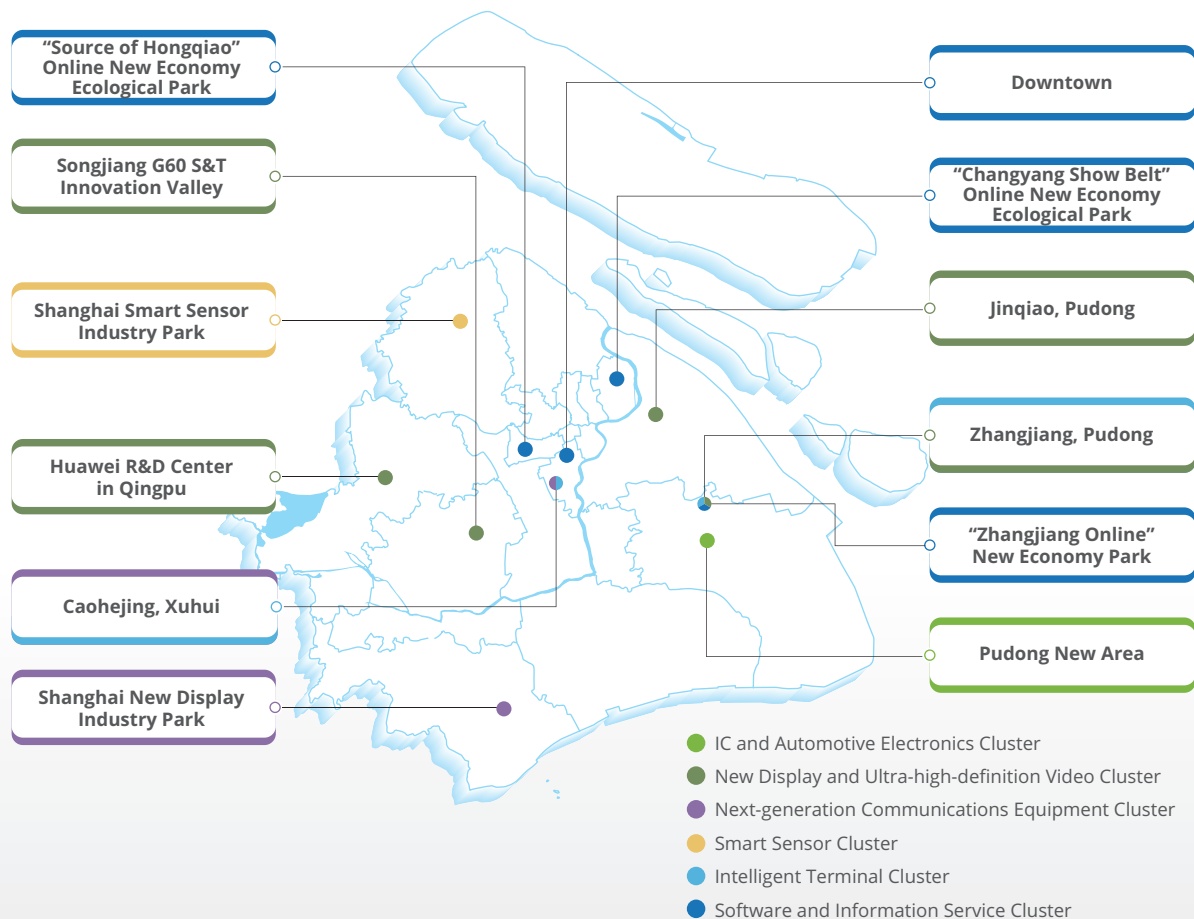 “Source of Hongqiao”
Online New Economy
Ecological Park
Songjiang G60 S&T
Innovation Valley
Shanghai Smart Sensor
Industry Park
Huawei R&D Center
in Qingpu
Caohejing, Xuhui
Shanghai New Display
Industry Park
Downtown
“Changyang Show Belt”
Online New Economy
Ecological Park
Jinqiao, Pudong
Zhangjiang, Pudong
“Zhangjiang Online”
New Economy Park
Pudong New Area
IC and Automotive Electronics Cluster
New Display and Ultra-high-definition Video Cluster
Next-generation Communications Equipment Cluster
Smart Sensor Cluster
Intelligent Terminal Cluster
Software and Information Service Cluster